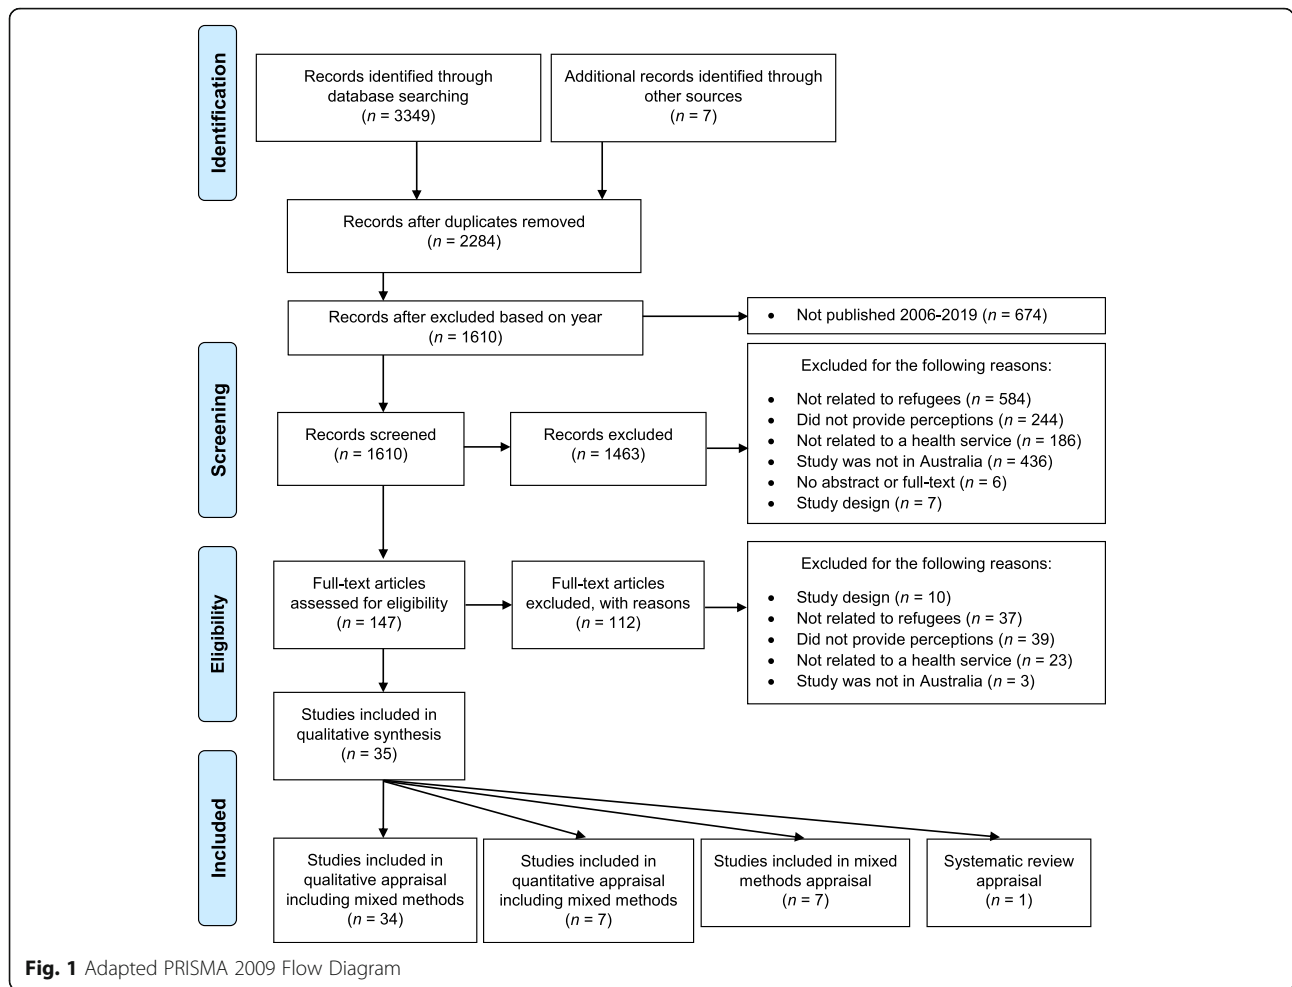 Identification
Records identified through
database searching
(n = 3349)
Additional records identified through
other sources
(n = 7)
Records after duplicates removed
(n = 2284)
Records after excluded based on year
(n = 1610)
• Not published 2006-2019 (n = 674)
Screening
Records screened
(n = 1610)
Records excluded
(n = 1463)
Excluded for the following reasons:
• Not related to refugees (n = 584)
• Did not provide perceptions (n = 244)
• Not related to a health service (n = 186)
• Study was not in Australia (n = 436)
• No abstract or full-text (n = 6)
• Study design (n = 7)
Eligibility
Full-text articles
assessed for eligibility
(n = 147)
Full-text articles
excluded, with reasons
(n = 112)
Excluded for the following reasons:
• Study design (n = 10)
• Not related to refugees (n = 37)
• Did not provide perceptions (n = 39)
• Not related to a health service (n = 23)
• Study was not in Australia (n = 3)
Studies included in
qualitative synthesis
(n = 35)
Included
Studies included in
qualitative appraisal
including mixed methods
(n = 34)
Studies included in
quantitative appraisal
including mixed methods
(n = 7)
Studies included in mixed
methods appraisal
(n = 7)
Systematic review
appraisal
(n = 1)
Fig. 1 Adapted PRISMA 2009 Flow Diagram